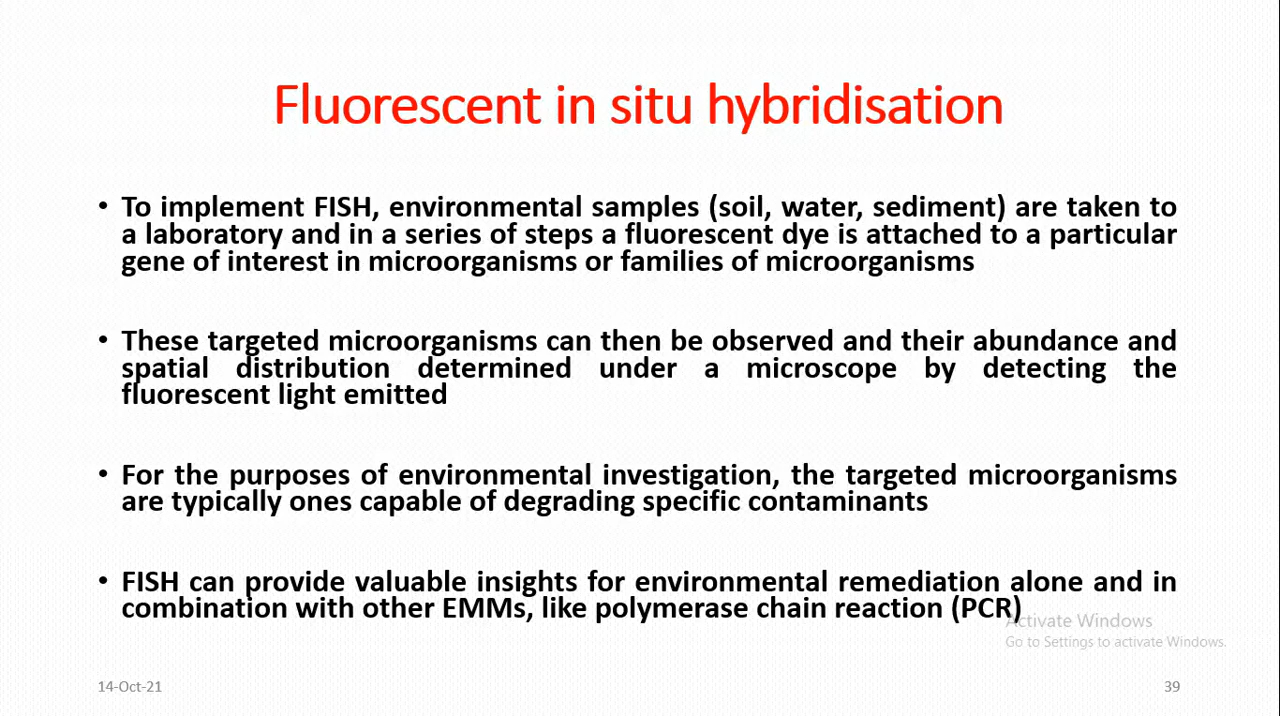 Fluorescent in situ hybridisation
• To implement FISH, environmental samples (soil, water, sediment) are taken to
a laboratory and in a series of steps a fluorescent dye is attached to a particular
gene of interest in microorganisms or families of microorganisms
• These targeted microorganisms can then be observed and their abundance and
spatial distribution determined under a microscope by detecting the
fluorescent light emitted
• For the purposes of environmental investigation, the targeted microorganisms
are typically ones capable of degrading specific contaminants
• FISH can provide valuable insights for environmental remediation alone and in
combination with other EMMs, like polymerase chain reaction (PCR)
Activate Windows
Go to Settings to activate Windows.
14-Oct-21
39